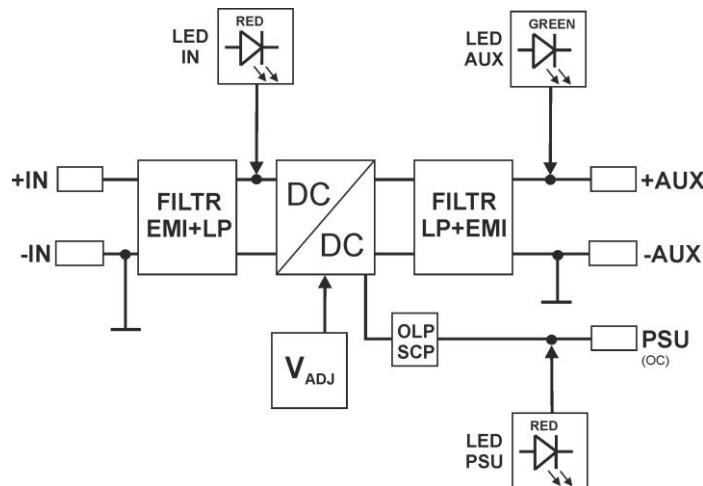 LED
IN
RED
LED
AUX
GREEN
+IN
-IN
FILTR
EMI+LP
DC
DC
FILTR
LP+EMI
+AUX
-AUX
VADJ
OLP
SCP
PSU
(OC)
LED
PSU
RED